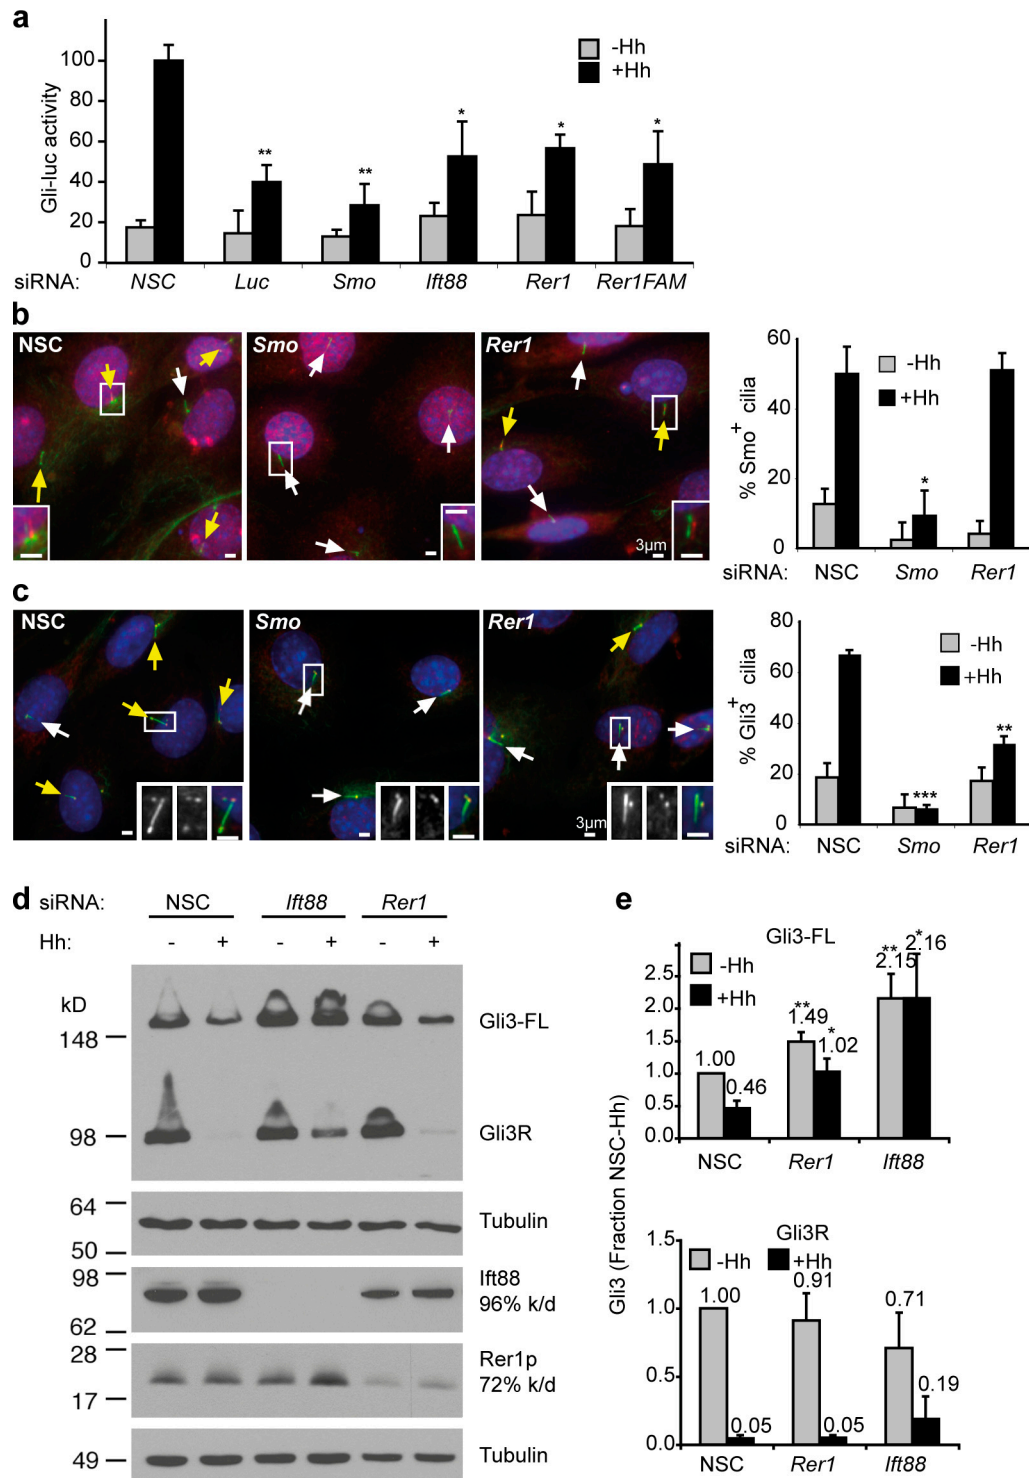 a
Gli-luc activity
100
80
60
40
20
0
-Hh
+Hh
**
**
*
*
*
siRNA: NSC Luc Smo Ift88 Rer1 Rer1FAM
b
NSC
Smo
Rer1
3μm
% Smo+ cilia
60
40
20
0
-Hh
+Hh
*
siRNA: NSC Smo Rer1
c
NSC
Smo
Rer1
3μm
% Gli3+ cilia
80
60
40
20
0
-Hh
+Hh
***
**
siRNA: NSC Smo Rer1
d
siRNA: NSC Ift88 Rer1
Hh: - + - + - +
kD
148
98
Gli3-FL
Gli3R
64
50
Tubulin
98
62
Ift88
96% k/d
28
17
Rer1p
72% k/d
49
Tubulin
e
Gli3 (Fraction NSC-Hh)
Gli3-FL
-Hh
+Hh
2.5
2.0
1.5
1.0
0.5
0.0
1.00
0.46
**
1.49
*
1.02
**
2.15
*
2.16
NSC Rer1 Ift88
Gli3R
-Hh
+Hh
1.5
1.0
0.5
0.0
1.00
0.05
0.91
0.05
0.71
0.19
NSC Rer1 Ift88